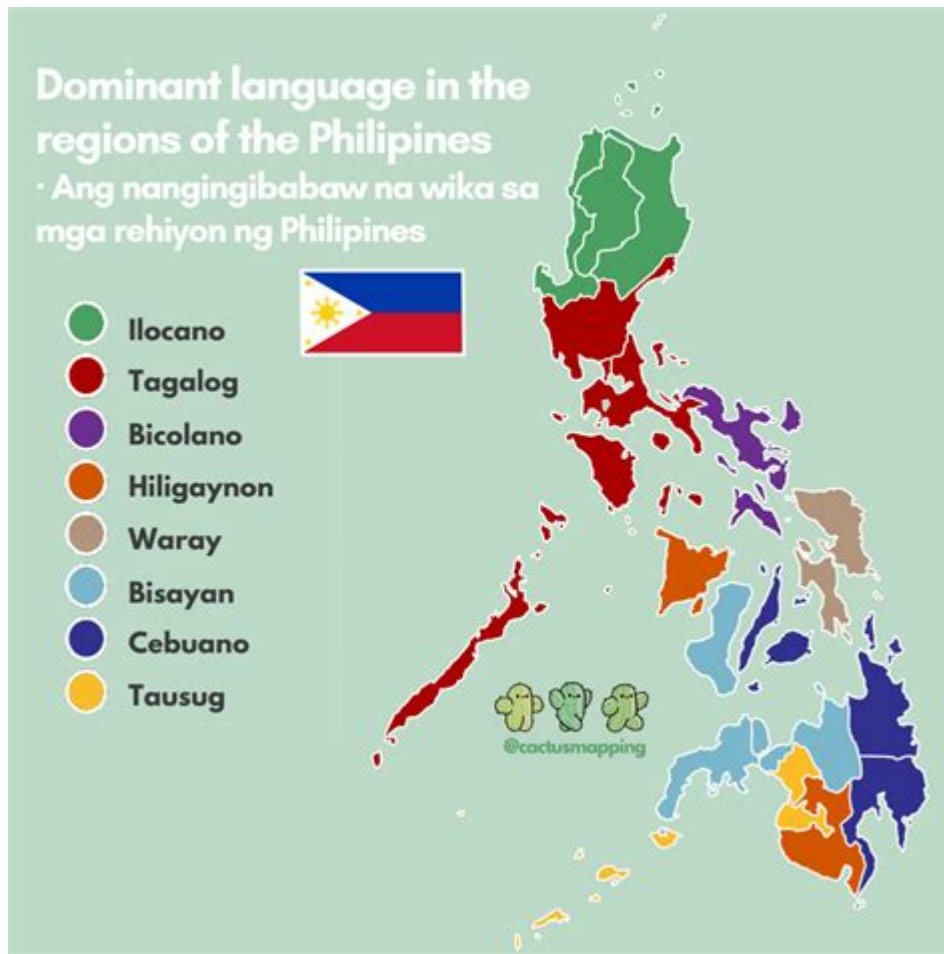 Dominant language in the
regions of the Philipines
· Ang nangingibabaw na wika sa
mga rehiyon ng Philipines
Ilocano
Tagalog
Bicolano
Hiligaynon
Waray
Bisayan
Cebuano
Tausug
@cactusmapping